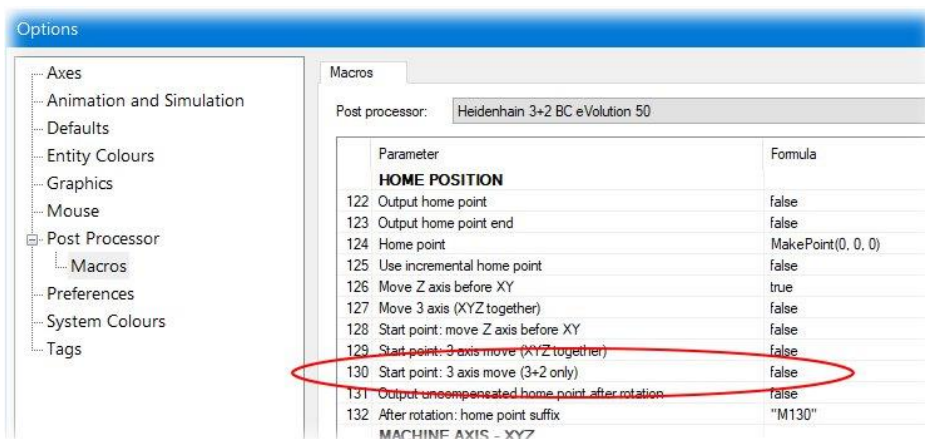 Options
Axes
Animation and Simulation
Defaults
Entity Colours
Graphics
Mouse
Post Processor
Macros
Preferences
System Colours
Tags
Macros
Post processor: Heidenhain 3+2 BC eVolution 50
Parameter Formula
HOME POSITION
122 Output home point false
123 Output home point end false
124 Home point MakePoint(0, 0, 0)
125 Use incremental home point false
126 Move Z axis before XY true
127 Move 3 axis (XYZ together) false
128 Start point: move Z axis before XY false
129 Start point: 3 axis move (XYZ together) false
130 Start point: 3 axis move (3+2 only) false
131 Output uncompensated home point after rotation false
132 After rotation: home point suffix "M130"
MACHINE AXIS - XYZ